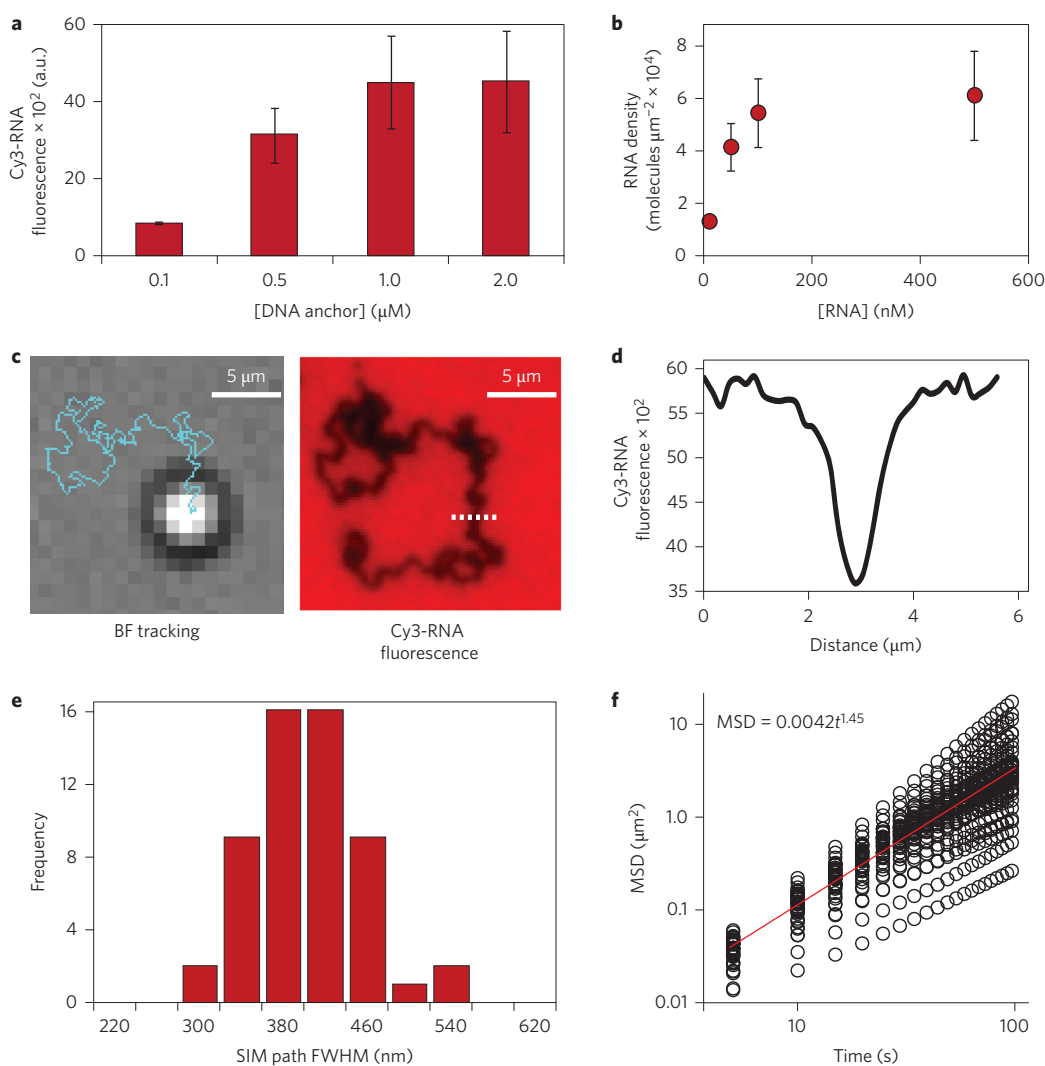 a
60
40
20
0
Cy3-RNA
fluorescence × 10² (a.u.)
0.1
0.5
1.0
2.0
[DNA anchor] (μM)
b
8
6
4
2
0
RNA density
(molecules μm⁻² × 10⁴)
0
200
400
600
[RNA] (nM)
c
5 μm
BF tracking
5 μm
Cy3-RNA
fluorescence
d
60
55
50
45
40
35
Cy3-RNA
fluorescence × 10²
0
2
4
6
Distance (μm)
e
16
12
8
4
0
Frequency
220
300
380
460
540
620
SIM path FWHM (nm)
f
MSD = 0.0042t¹·⁴⁵
10
1.0
0.1
0.01
MSD (μm²)
10
100
Time (s)